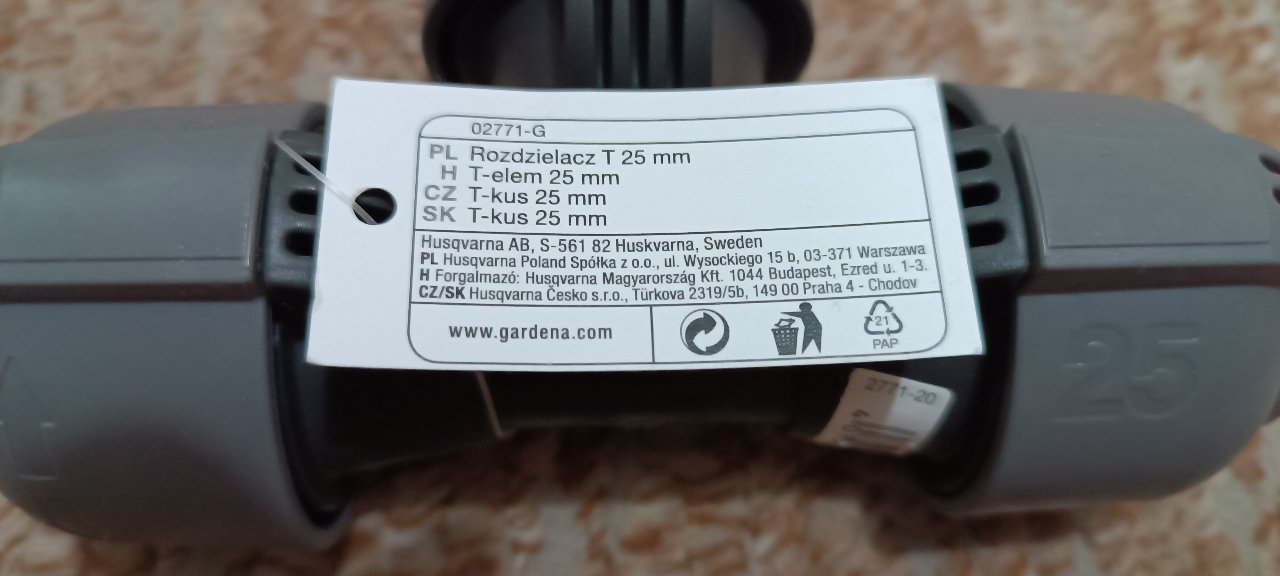 02771-G
PL Rozdzielacz T 25 mm
H T-elem 25 mm
CZ T-kus 25 mm
SK T-kus 25 mm
Husqvarna AB, S-561 82 Huskvarna, Sweden
PL Husqvarna Poland Spółka z o.o., ul. Wysockiego 15 b, 03-371 Warszawa
H Forgalmazó: Husqvarna Magyarország Kft. 1044 Budapest, Ezred u. 1-3.
CZ/SK Husqvarna Česko s.r.o., Türkova 2319/5b, 149 00 Praha 4 - Chodov
www.gardena.com
21
PAP
25
2771-20